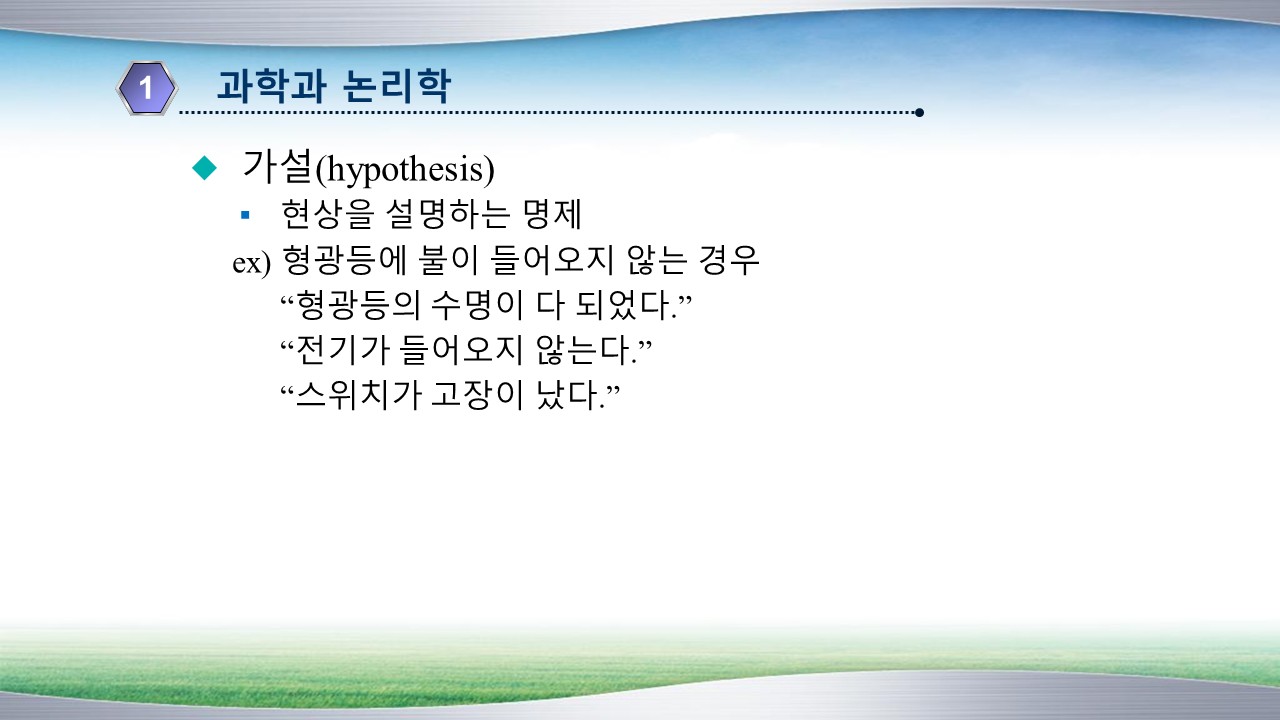 1 과학과 논리학
◆ 가설(hypothesis)
▪ 현상을 설명하는 명제
ex) 형광등에 불이 들어오지 않는 경우
“형광등의 수명이 다 되었다.”
“전기가 들어오지 않는다.”
“스위치가 고장이 났다.”